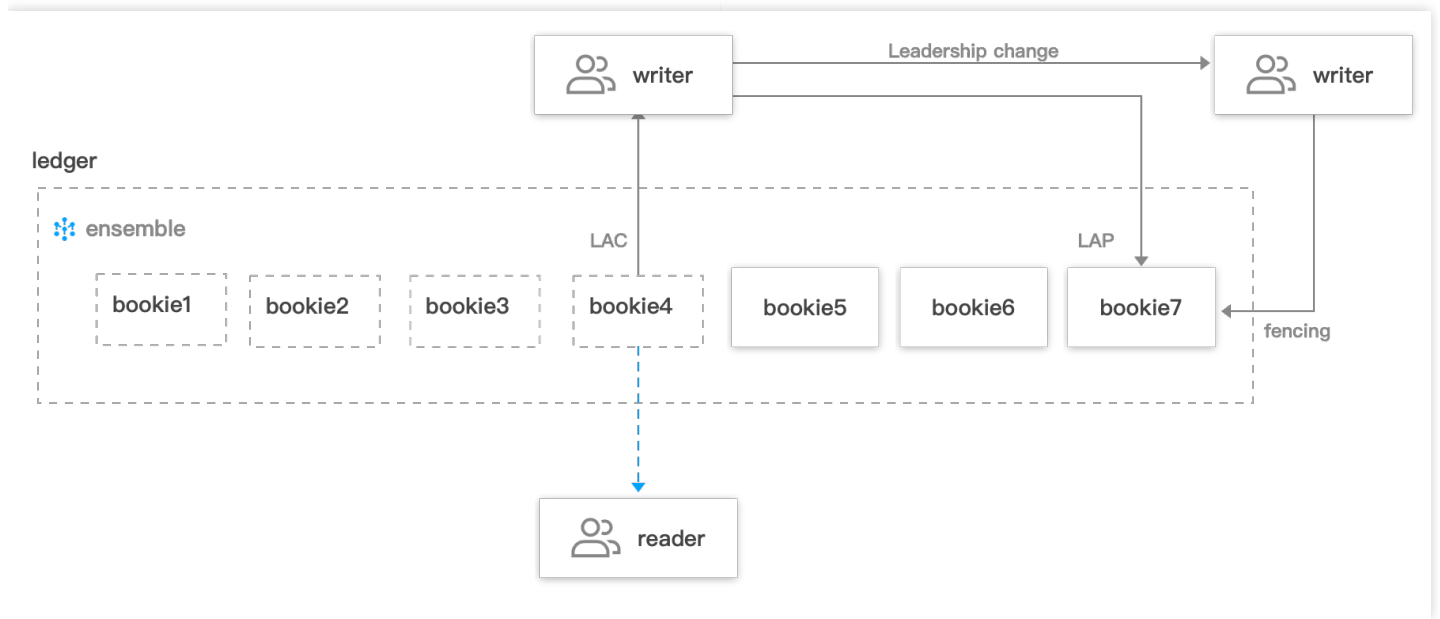 Leadership change
writer
writer
ledger
ensemble
LAC
LAP
bookie1
bookie2
bookie3
bookie4
bookie5
bookie6
bookie7
fencing
reader